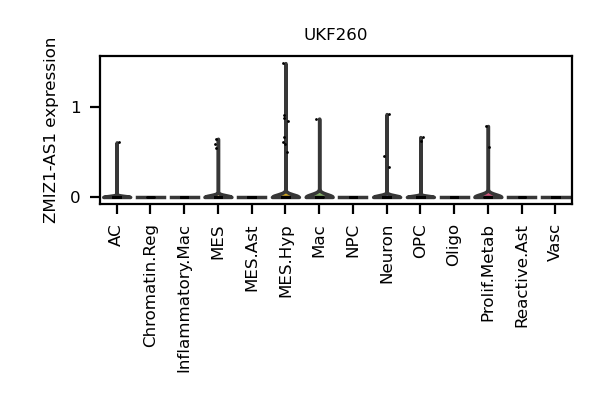 UKF260
ZMIZ1-AS1 expression
1
0
AC
Chromatin.Reg
Inflammatory.Mac
MES
MES.Ast
MES.Hyp
Mac
NPC
Neuron
OPC
Oligo
Prolif.Metab
Reactive.Ast
Vasc